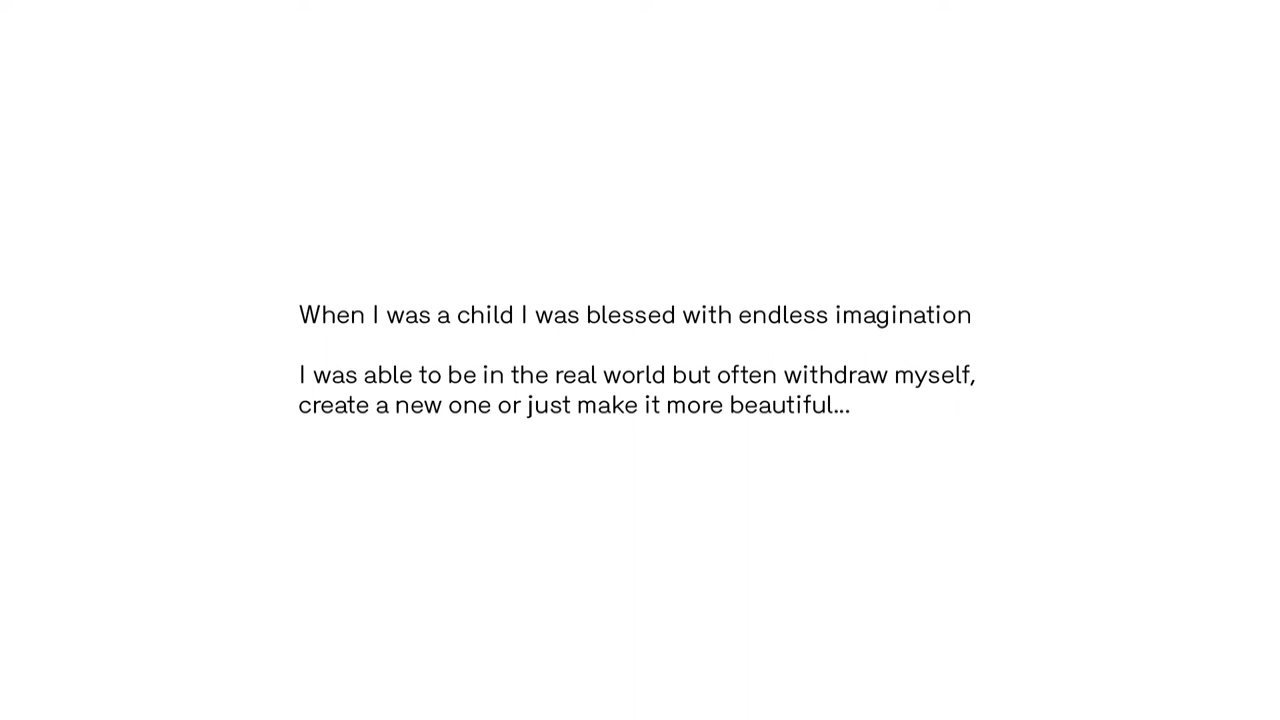 When I was a child I was blessed with endless imagination
I was able to be in the real world but often withdraw myself,
create a new one or just make it more beautiful...